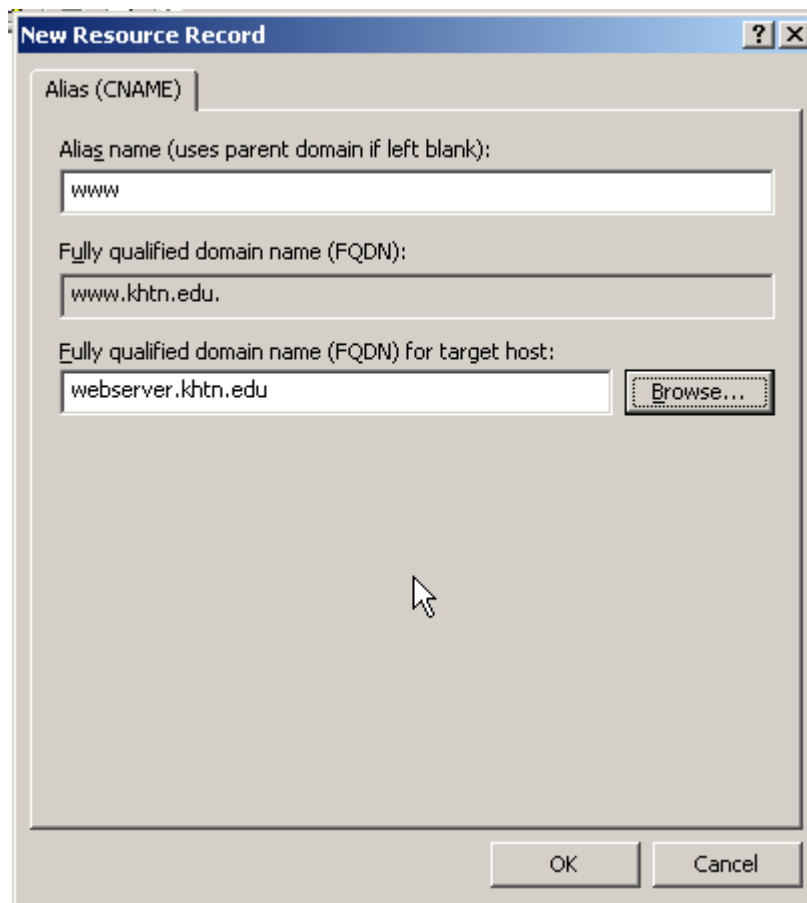 New Resource Record
Alias (CNAME)
Alias name (uses parent domain if left blank):
www
Fully qualified domain name (FQDN):
www.khtn.edu.
Fully qualified domain name (FQDN) for target host:
webserver.khtn.edu
Browse...
OK
Cancel